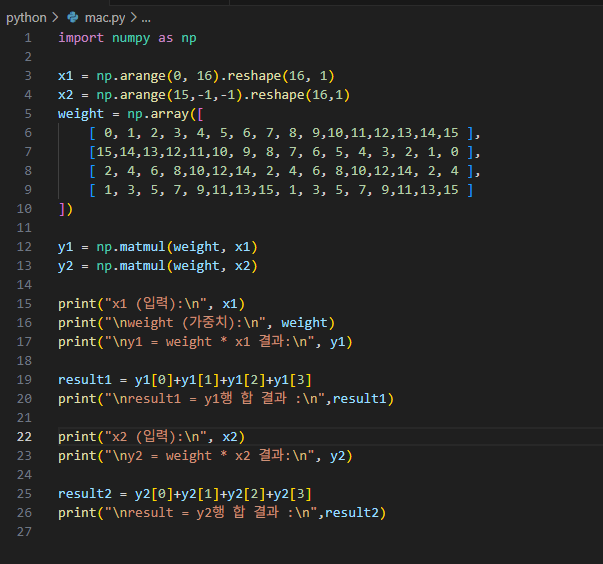 python > mac.py > ...
1 import numpy as np
2
3 x1 = np.arange(0, 16).reshape(16, 1)
4 x2 = np.arange(15,-1,-1).reshape(16,1)
5 weight = np.array([
6     [ 0, 1, 2, 3, 4, 5, 6, 7, 8, 9,10,11,12,13,14,15 ],
7     [15,14,13,12,11,10, 9, 8, 7, 6, 5, 4, 3, 2, 1, 0 ],
8     [ 2, 4, 6, 8,10,12,14, 2, 4, 6, 8,10,12,14, 2, 4 ],
9     [ 1, 3, 5, 7, 9,11,13,15, 1, 3, 5, 7, 9,11,13,15 ]
10 ])
11
12 y1 = np.matmul(weight, x1)
13 y2 = np.matmul(weight, x2)
14
15 print("x1 (입력):\n", x1)
16 print("\nweight (가중치):\n", weight)
17 print("\ny1 = weight * x1 결과:\n", y1)
18
19 result1 = y1[0]+y1[1]+y1[2]+y1[3]
20 print("\nresult1 = y1행 합 결과 :\n",result1)
21
22 print("x2 (입력):\n", x2)
23 print("\ny2 = weight * x2 결과:\n", y2)
24
25 result2 = y2[0]+y2[1]+y2[2]+y2[3]
26 print("\nresult = y2행 합 결과 :\n",result2)
27